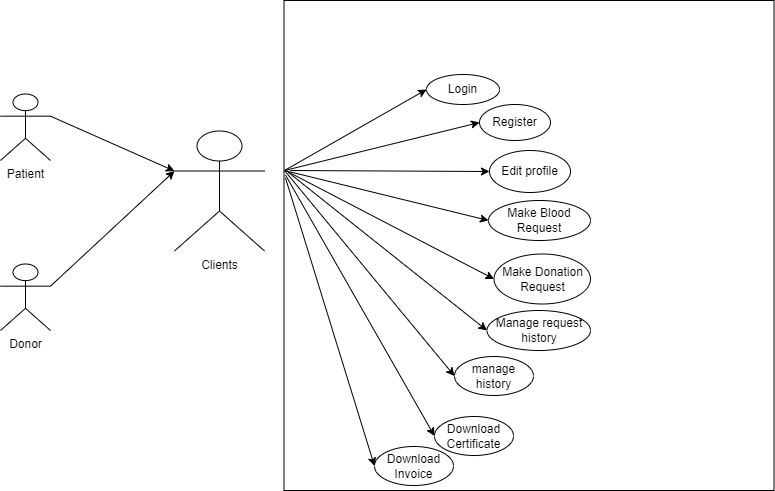 Login
Register
Patient
Edit profile
Make Blood
Request
Clients
Make Donation
Request
Donor
Manage request
history
manage
history
Download
Certificate
Download
Invoice